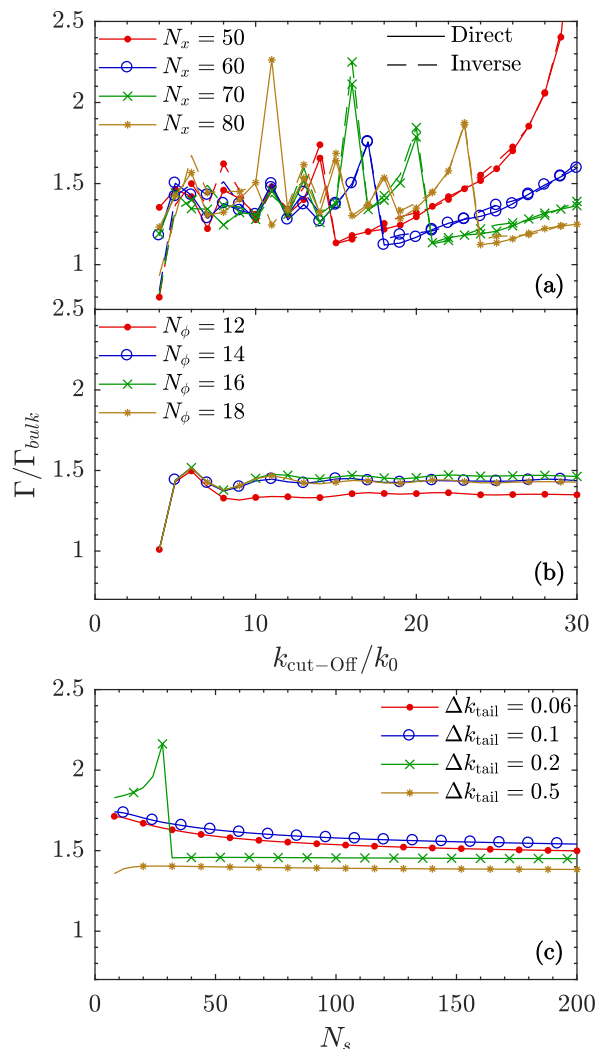 2.5
2
1.5
1
N_x = 50
N_x = 60
N_x = 70
N_x = 80
Direct
Inverse
(a)
2.5
2
1.5
1
N_ϕ = 12
N_ϕ = 14
N_ϕ = 16
N_ϕ = 18
(b)
Γ/Γ_bulk
0 10 20 30
k_cut−Off/k_0
2.5
2
1.5
1
Δk_tail = 0.06
Δk_tail = 0.1
Δk_tail = 0.2
Δk_tail = 0.5
(c)
0 50 100 150 200
N_s